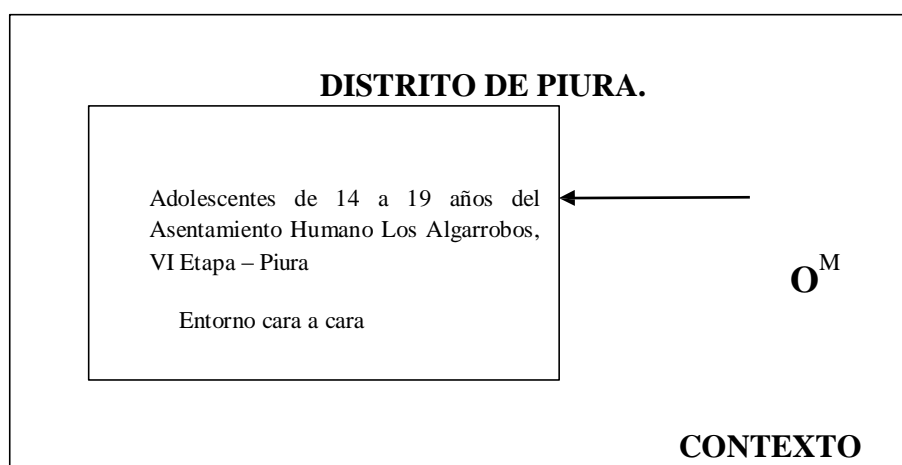 DISTRITO DE PIURA.
Adolescentes de 14 a 19 años del
Asentamiento Humano Los Algarrobos,
VI Etapa – Piura
Entorno cara a cara
O^M
CONTEXTO